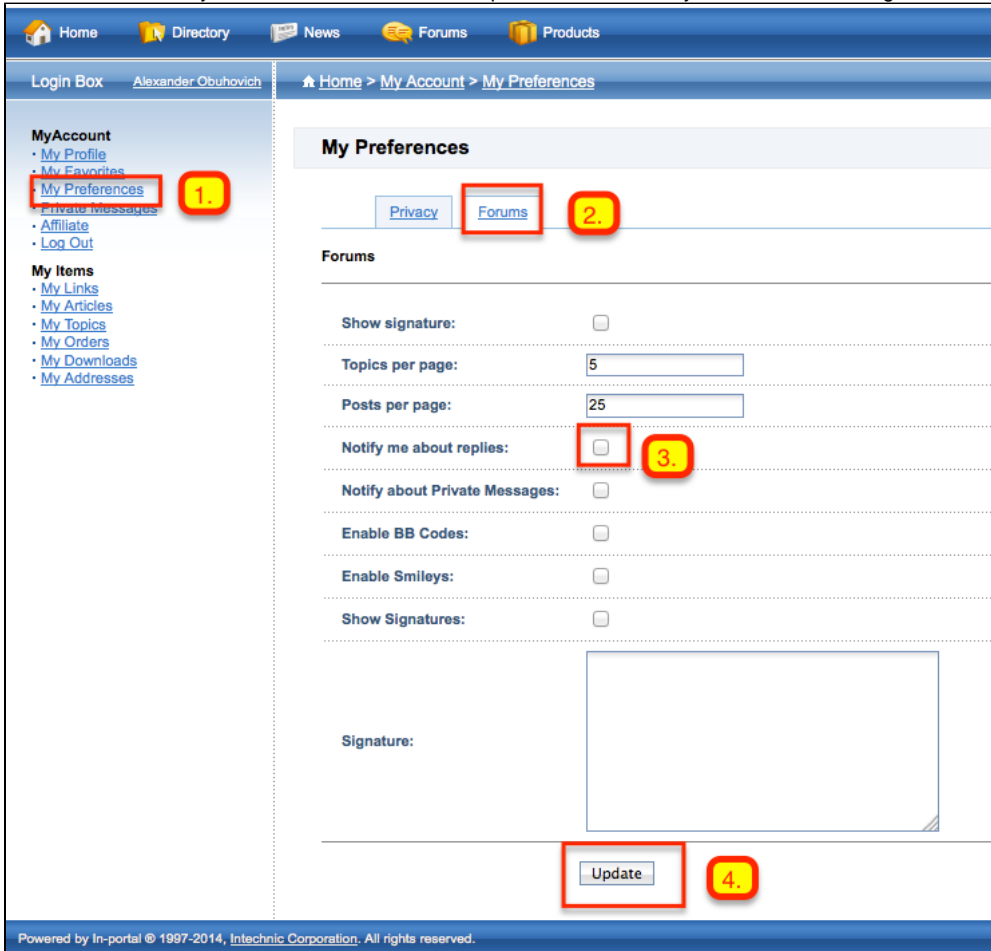 Home Directory News Forums Products
Login Box Alexander Obuhovich Home > My Account > My Preferences
MyAccount
· My Profile
· My Favorites
· My Preferences
1.
· Private Messages
· Affiliate
· Log Out
My Items
· My Links
· My Articles
· My Topics
· My Orders
· My Downloads
· My Addresses
My Preferences
Privacy Forums 2.
Forums
Show signature:
Topics per page: 5
Posts per page: 25
Notify me about replies: 3.
Notify about Private Messages:
Enable BB Codes:
Enable Smileys:
Show Signatures:
Signature:
Update 4.
Powered by In-portal ® 1997-2014, Intechnic Corporation. All rights reserved.